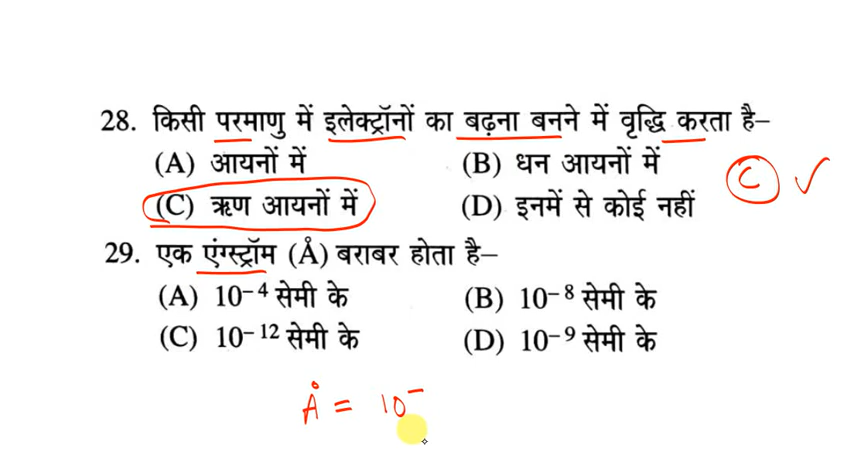 28. किसी परमाणु में इलेक्ट्रॉनों का बढ़ना बनने में वृद्धि करता है–
(A) आयनों में (B) धन आयनों में
(C) ऋण आयनों में (D) इनमें से कोई नहीं
C ✓
29. एक एंग्स्ट्रॉम (Å) बराबर होता है–
(A) 10⁻⁴ सेमी के (B) 10⁻⁸ सेमी के
(C) 10⁻¹² सेमी के (D) 10⁻⁹ सेमी के
Å = 10⁻